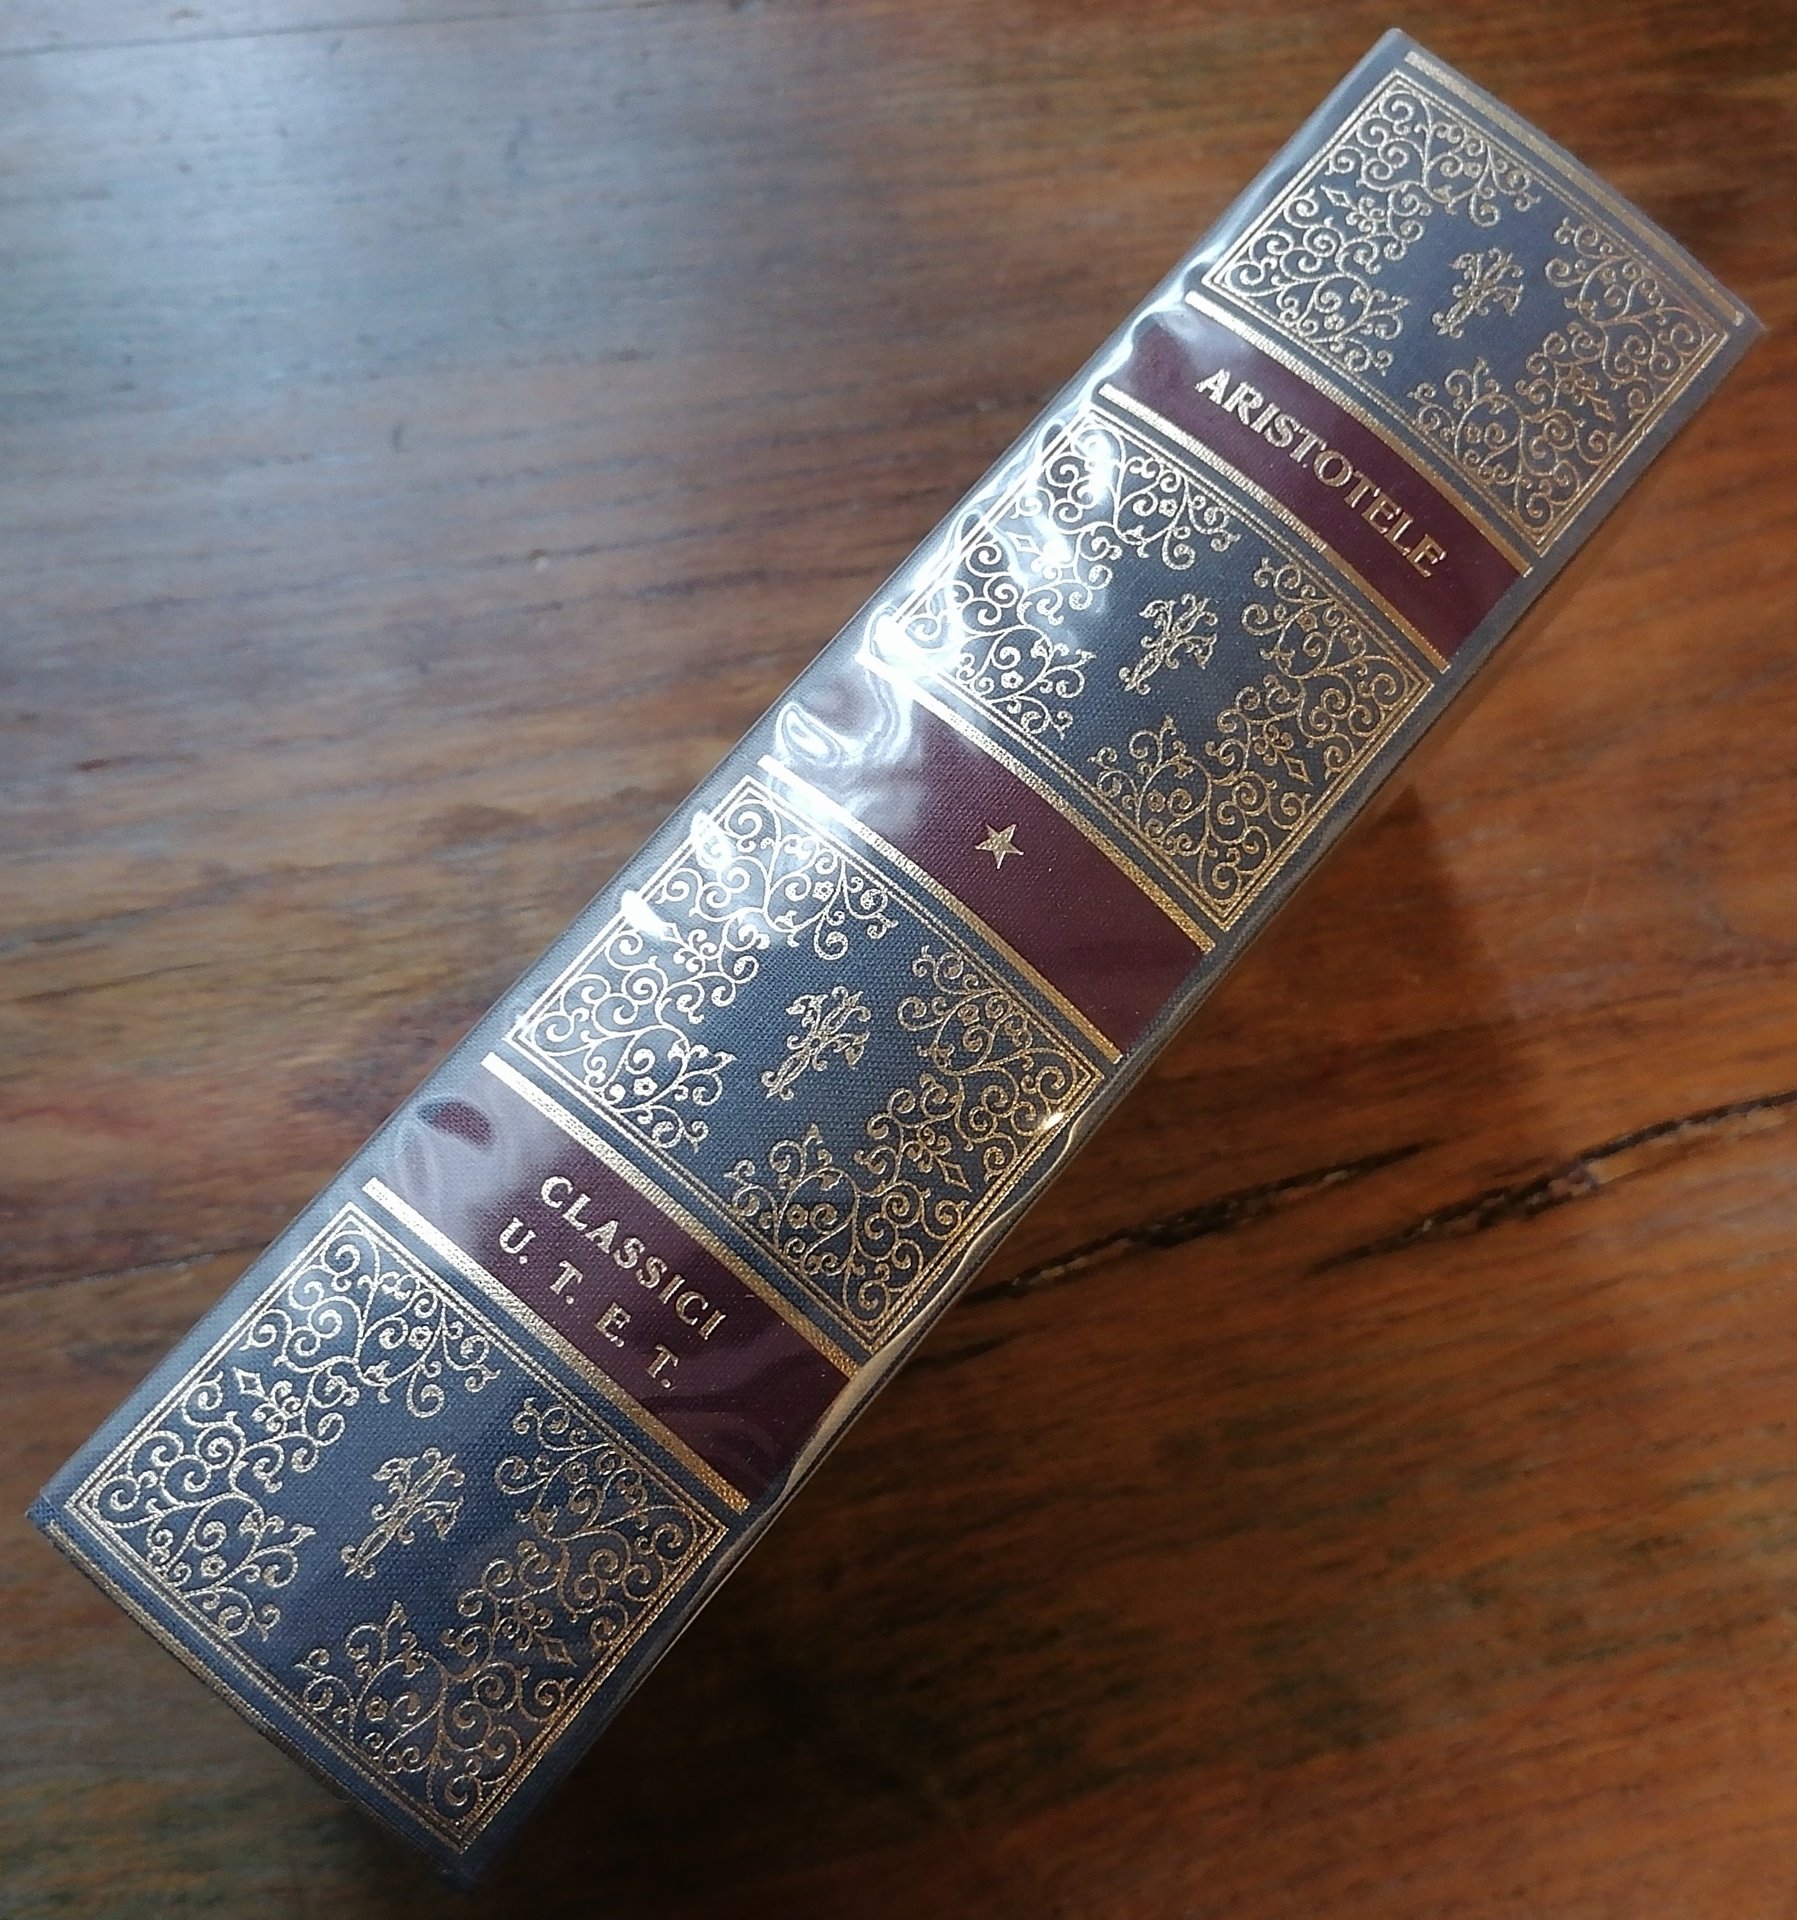 ARISTOTELE
CLASSICI
U. T. E. T.